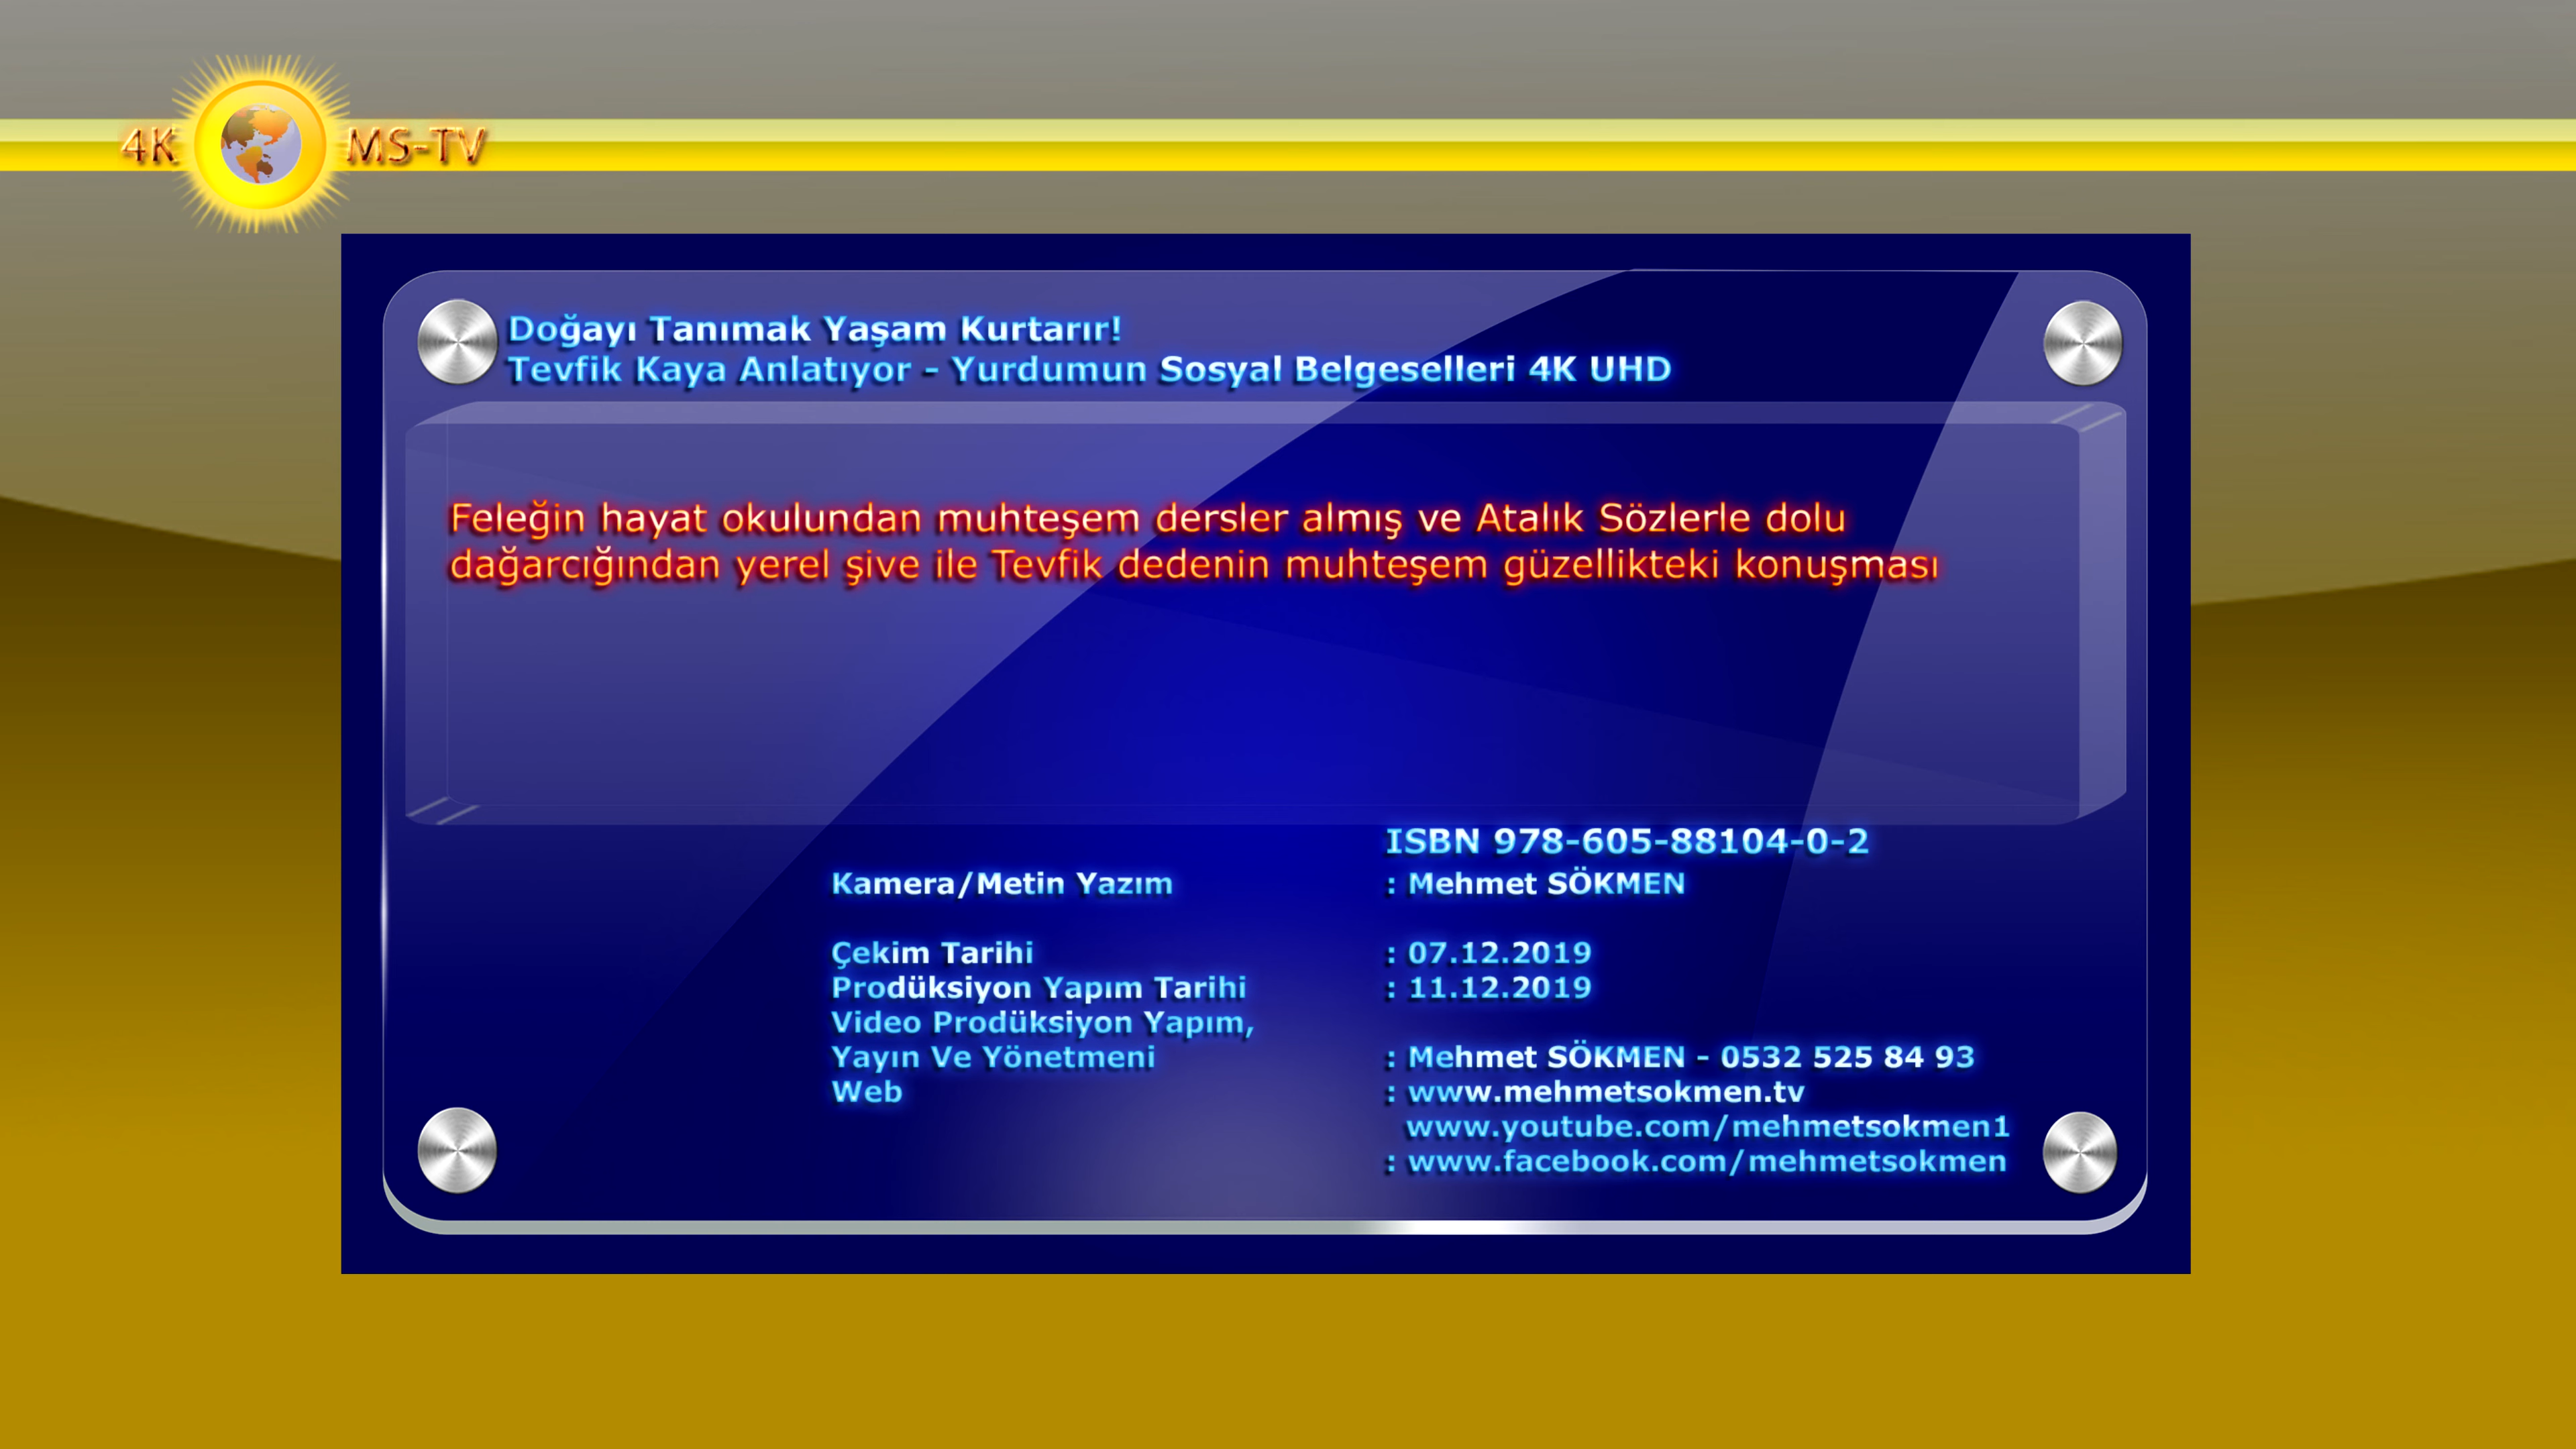 4K MS-TV
Doğayı Tanımak Yaşam Kurtarır!
Tevfik Kaya Anlatıyor - Yurdumun Sosyal Belgeselleri 4K UHD
Feleğin hayat okulundan muhteşem dersler almış ve Atalık Sözlerle dolu
dağarcığından yerel şive ile Tevfik dedenin muhteşem güzellikteki konuşması
ISBN 978-605-88104-0-2
Kamera/Metin Yazım : Mehmet SÖKMEN
Çekim Tarihi : 07.12.2019
Prodüksiyon Yapım Tarihi : 11.12.2019
Video Prodüksiyon Yapım,
Yayın Ve Yönetmeni : Mehmet SÖKMEN - 0532 525 84 93
Web : www.mehmetsokmen.tv
www.youtube.com/mehmetsokmen1
: www.facebook.com/mehmetsokmen